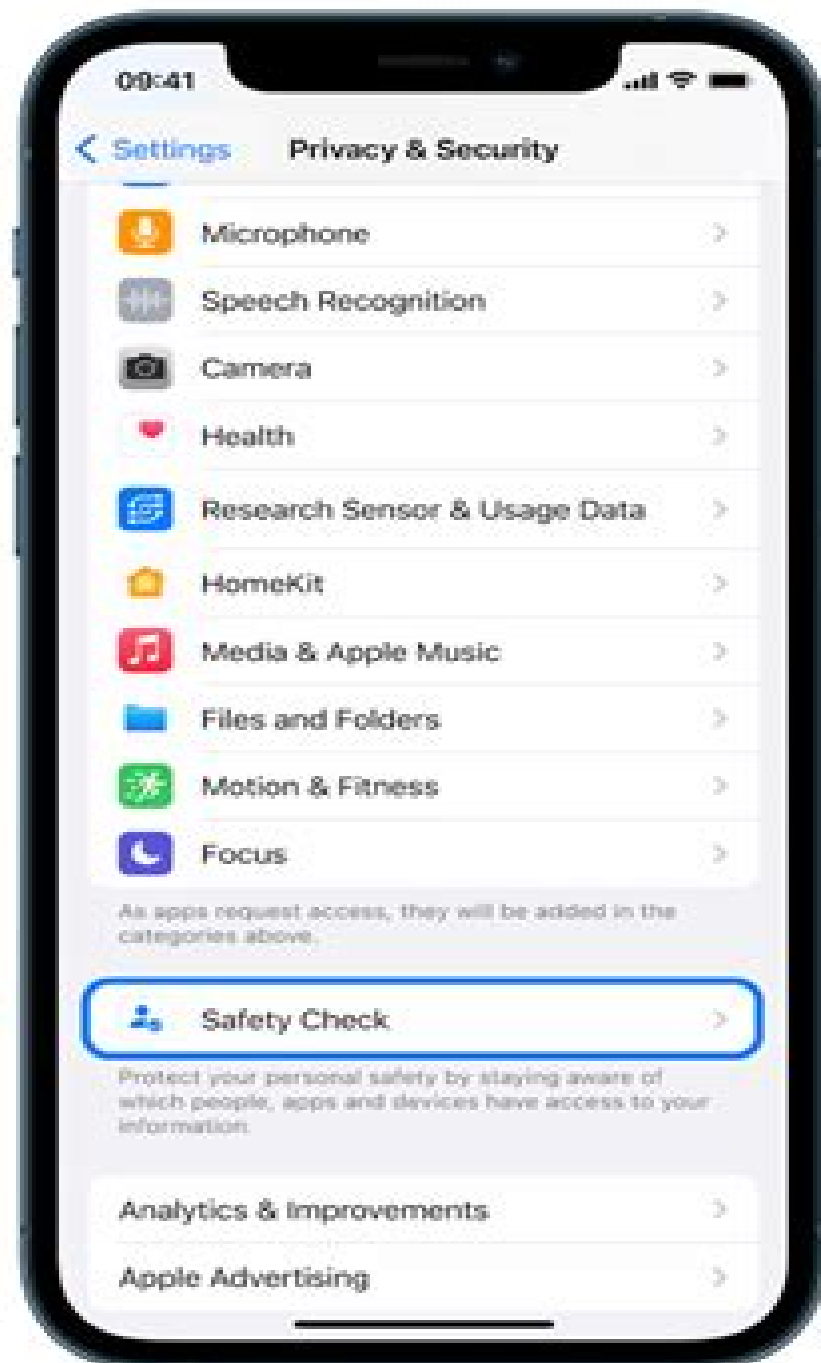 09:41
Settings
Privacy & Security
Microphone
Speech Recognition
Camera
Health
Research Sensor & Usage Data
HomeKit
Media & Apple Music
Files and Folders
Motion & Fitness
Focus
As apps request access, they will be added in the
categories above.
Safety Check
Protect your personal safety by staying aware of
which people, apps and devices have access to your
information.
Analytics & Improvements
Apple Advertising